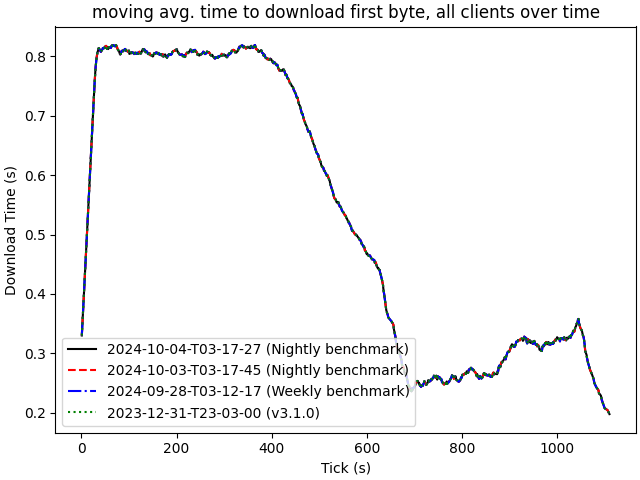 moving avg. time to download first byte, all clients over time
0.8
0.7
0.6
0.5
0.4
0.3
0.2
Download Time (s)
2024-10-04-T03-17-27 (Nightly benchmark)
2024-10-03-T03-17-45 (Nightly benchmark)
2024-09-28-T03-12-17 (Weekly benchmark)
2023-12-31-T23-03-00 (v3.1.0)
0 200 400 600 800 1000
Tick (s)